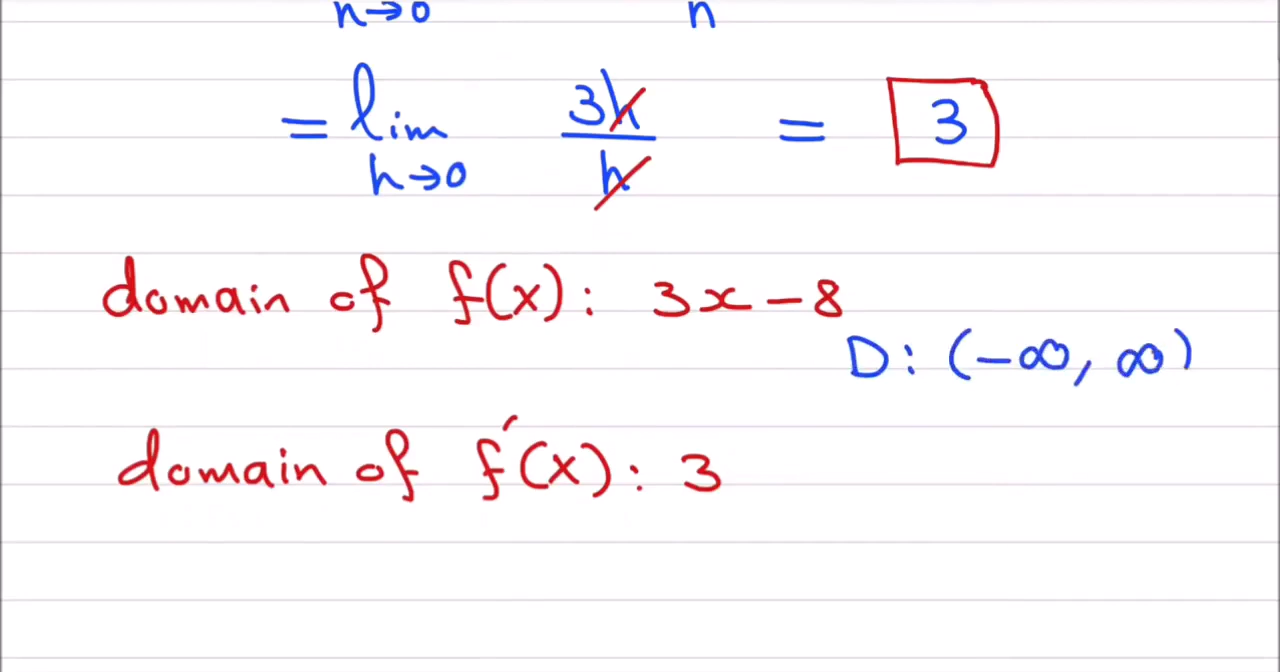 h→0 h
= lim 3h/h = 3
h→0
domain of f(x): 3x-8
D: (-∞, ∞)
domain of f'(x): 3